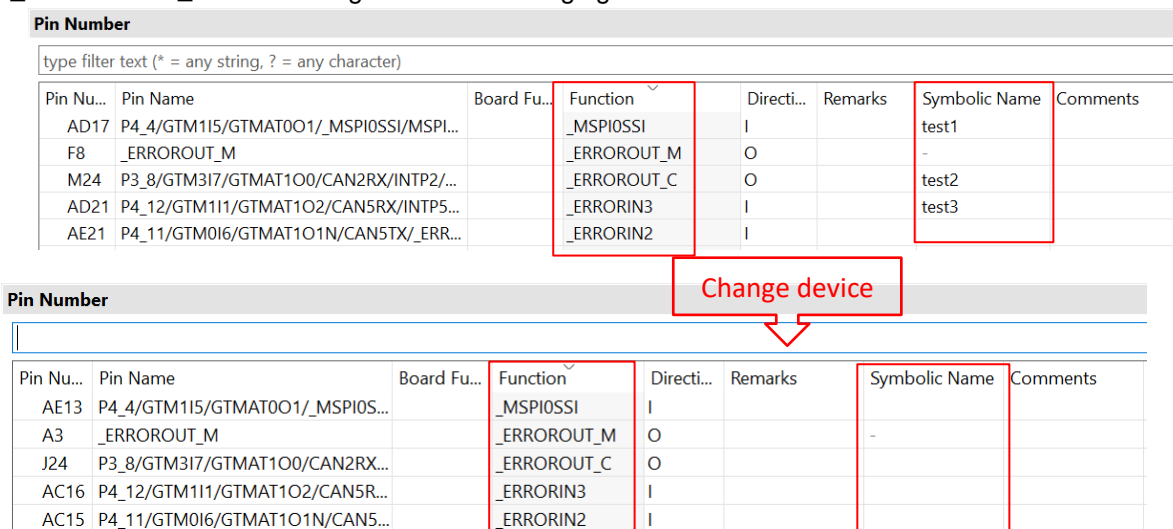 Pin Number
type filter text (* = any string, ? = any character)
Pin Nu... Pin Name Board Fu... Function Directi... Remarks Symbolic Name Comments
AD17 P4_4/GTM1I5/GTMAT0O1/_MSPI0SSI/MSPI... _MSPI0SSI I test1
F8 _ERROROUT_M _ERROROUT_M O -
M24 P3_8/GTM3I7/GTMAT1O0/CAN2RX/INTP2/... _ERROROUT_C O test2
AD21 P4_12/GTM1I1/GTMAT1O2/CAN5RX/INTP5... _ERRORIN3 I test3
AE21 P4_11/GTM0I6/GTMAT1O1N/CAN5TX/_ERR... _ERRORIN2 I
Change device
Pin Number
Pin Nu... Pin Name Board Fu... Function Directi... Remarks Symbolic Name Comments
AE13 P4_4/GTM1I5/GTMAT0O1/_MSPI0S... _MSPI0SSI I
A3 _ERROROUT_M _ERROROUT_M O -
J24 P3_8/GTM3I7/GTMAT1O0/CAN2RX... _ERROROUT_C O
AC16 P4_12/GTM1I1/GTMAT1O2/CAN5R... _ERRORIN3 I
AC15 P4_11/GTM0I6/GTMAT1O1N/CAN5... _ERRORIN2 I